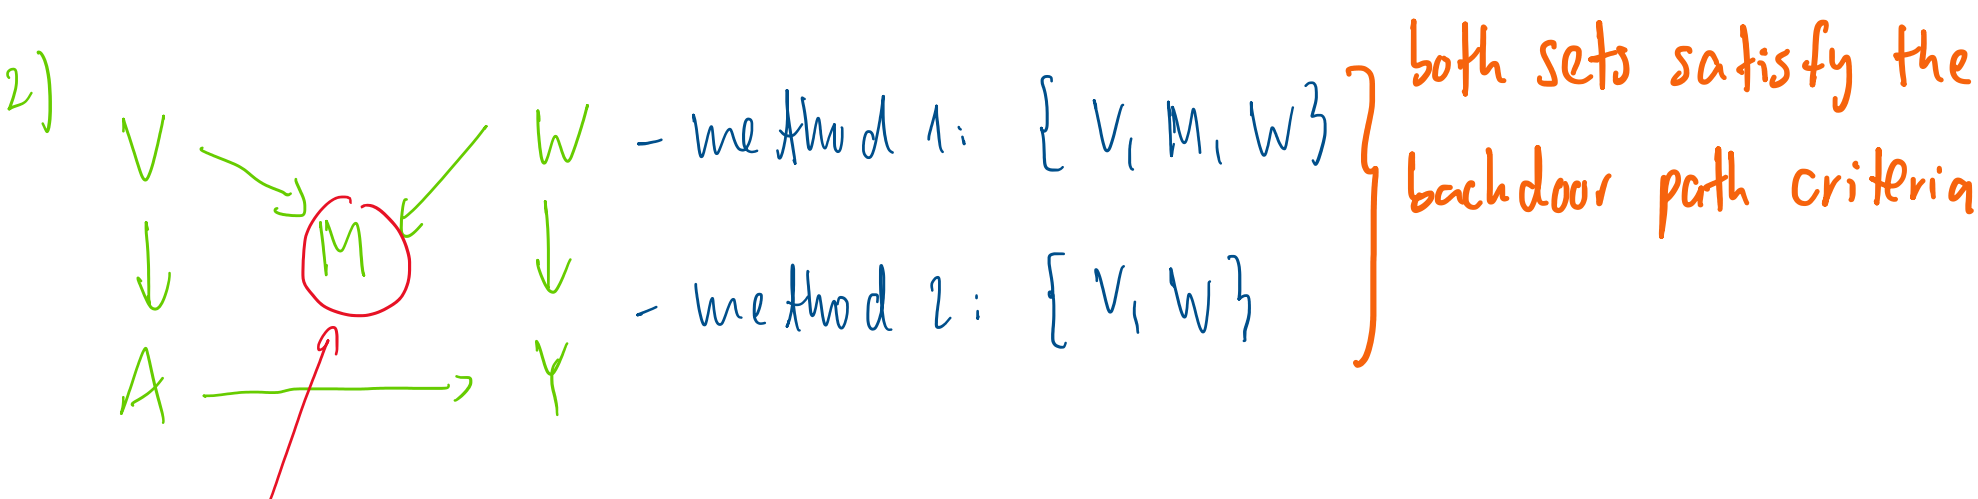 2)
V W - method 1: { V, M, W} both sets satisfy the
M backdoor path criteria
- method 2: { V, W}
A Y